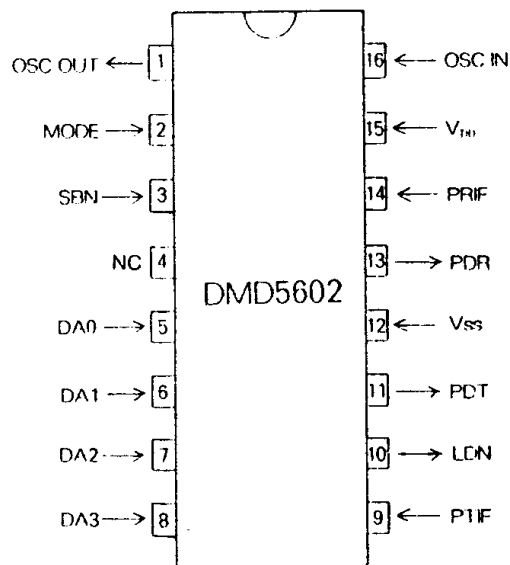 OSC OUT 1 16 OSC IN
MODE 2 15 VDD
SBN 3 14 PRIF
NC 4 13 PDR
DMD5602
DA0 5 12 VSS
DA1 6 11 PDT
DA2 7 10 LDN
DA3 8 9 PTIF